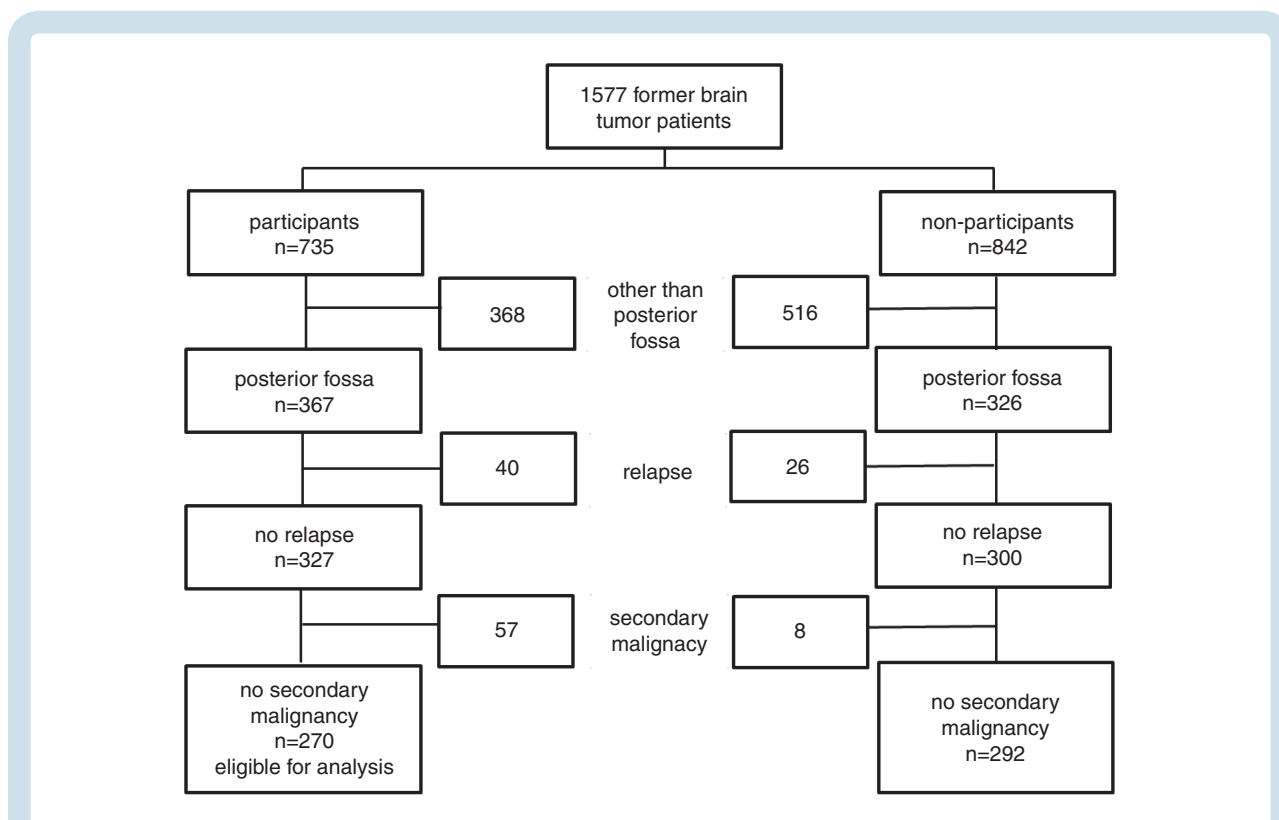 1577 former brain
tumor patients
participants
n=735
non-participants
n=842
368
other than
posterior
fossa
516
posterior fossa
n=367
posterior fossa
n=326
40
relapse
26
no relapse
n=327
no relapse
n=300
57
secondary
malignacy
8
no secondary
malignancy
n=270
eligible for analysis
no secondary
malignancy
n=292